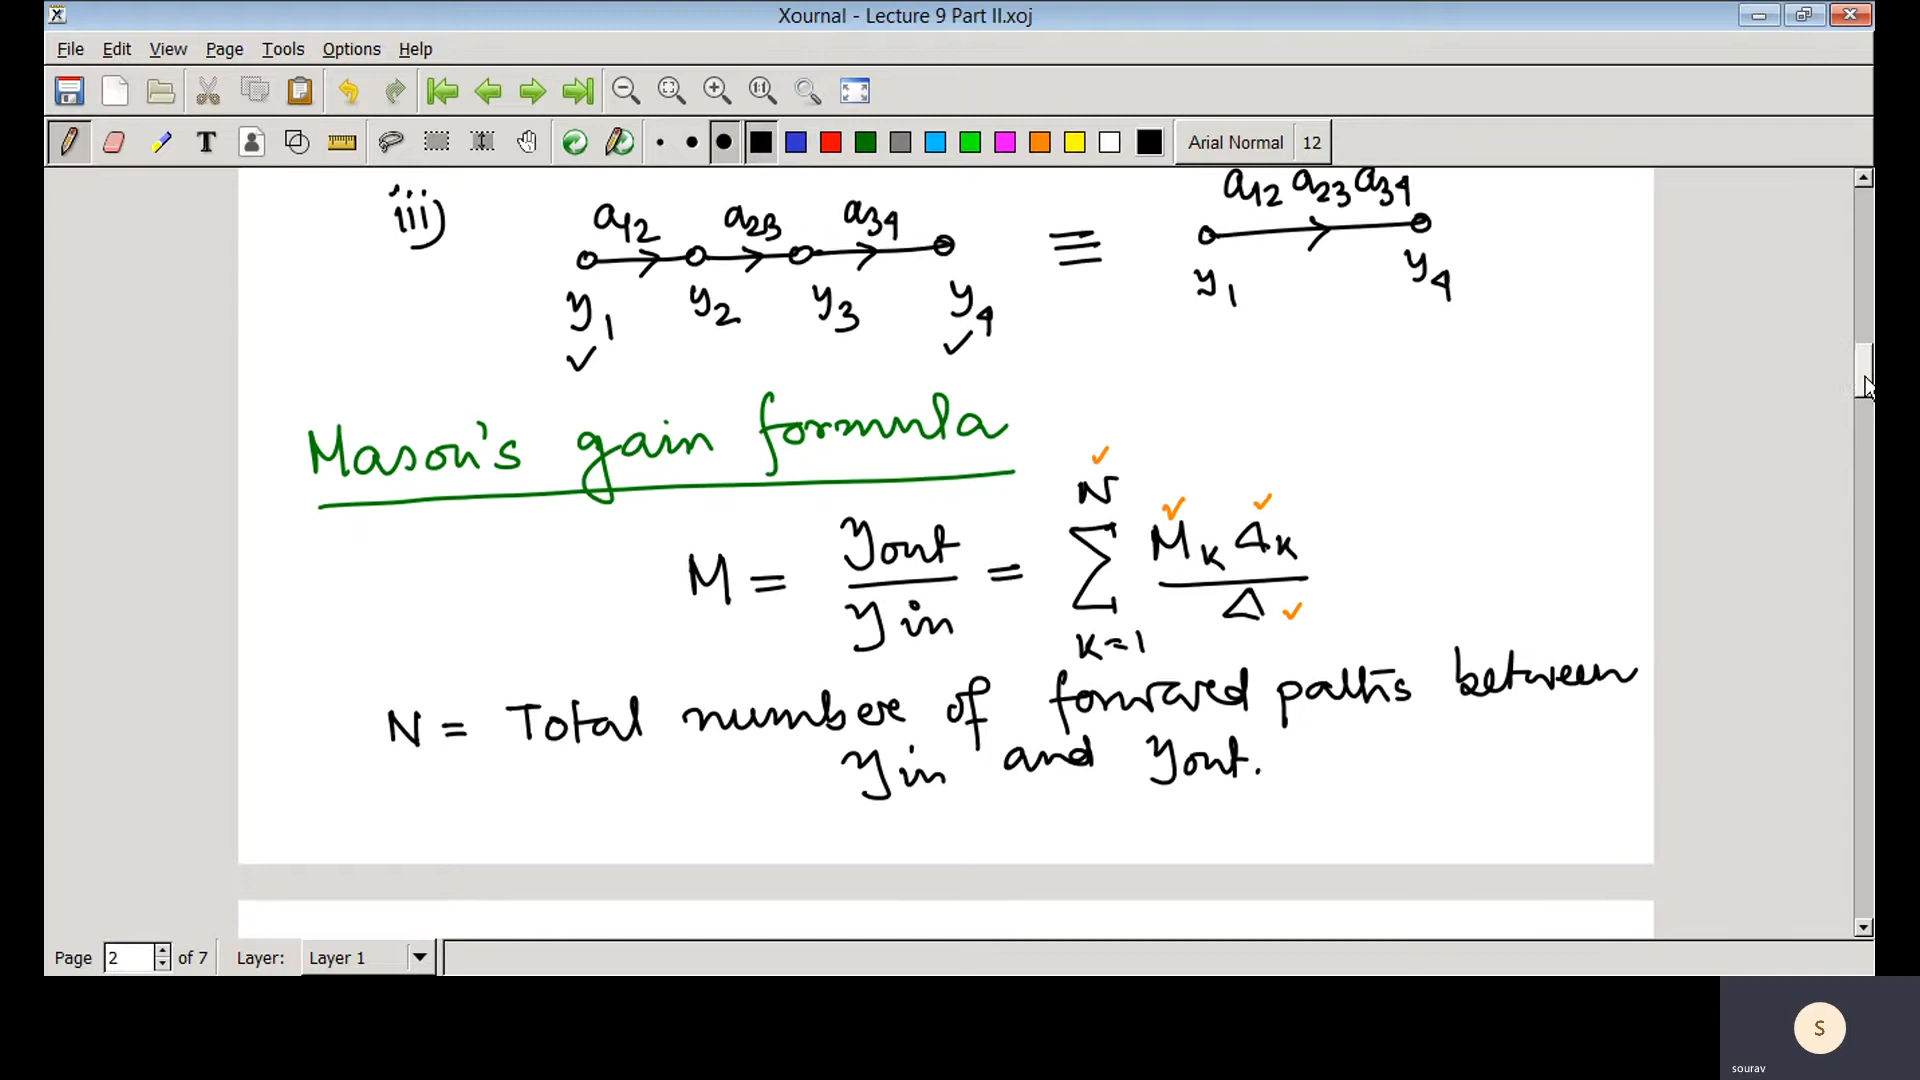 Xournal - Lecture 9 Part II.xoj
File Edit View Page Tools Options Help
Arial Normal 12
iii) a12 a23 a34 ≡ a12 a23 a34
y1 y2 y3 y4 y1 y4
✓ ✓
Mason's gain formula
M = yout / yin = N Σ k=1 Mk Δk / Δ
N = Total number of forward paths between
yin and yout.
Page 2 of 7 Layer: Layer 1
S
sourav